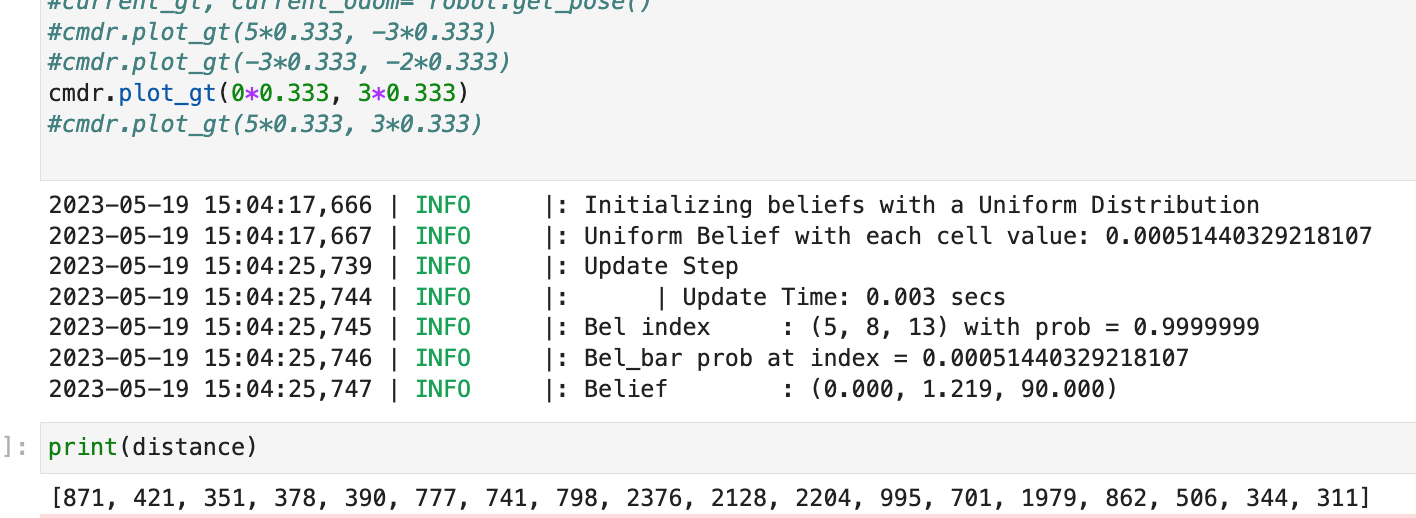 #current_gt, current_odom= robot.get_pose()
#cmdr.plot_gt(5*0.333, -3*0.333)
#cmdr.plot_gt(-3*0.333, -2*0.333)
cmdr.plot_gt(0*0.333, 3*0.333)
#cmdr.plot_gt(5*0.333, 3*0.333)
2023-05-19 15:04:17,666 | INFO     |: Initializing beliefs with a Uniform Distribution
2023-05-19 15:04:17,667 | INFO     |: Uniform Belief with each cell value: 0.00051440329218107
2023-05-19 15:04:25,739 | INFO     |: Update Step
2023-05-19 15:04:25,744 | INFO     |:      | Update Time: 0.003 secs
2023-05-19 15:04:25,745 | INFO     |: Bel index     : (5, 8, 13) with prob = 0.9999999
2023-05-19 15:04:25,746 | INFO     |: Bel_bar prob at index = 0.00051440329218107
2023-05-19 15:04:25,747 | INFO     |: Belief        : (0.000, 1.219, 90.000)
]: print(distance)
[871, 421, 351, 378, 390, 777, 741, 798, 2376, 2128, 2204, 995, 701, 1979, 862, 506, 344, 311]